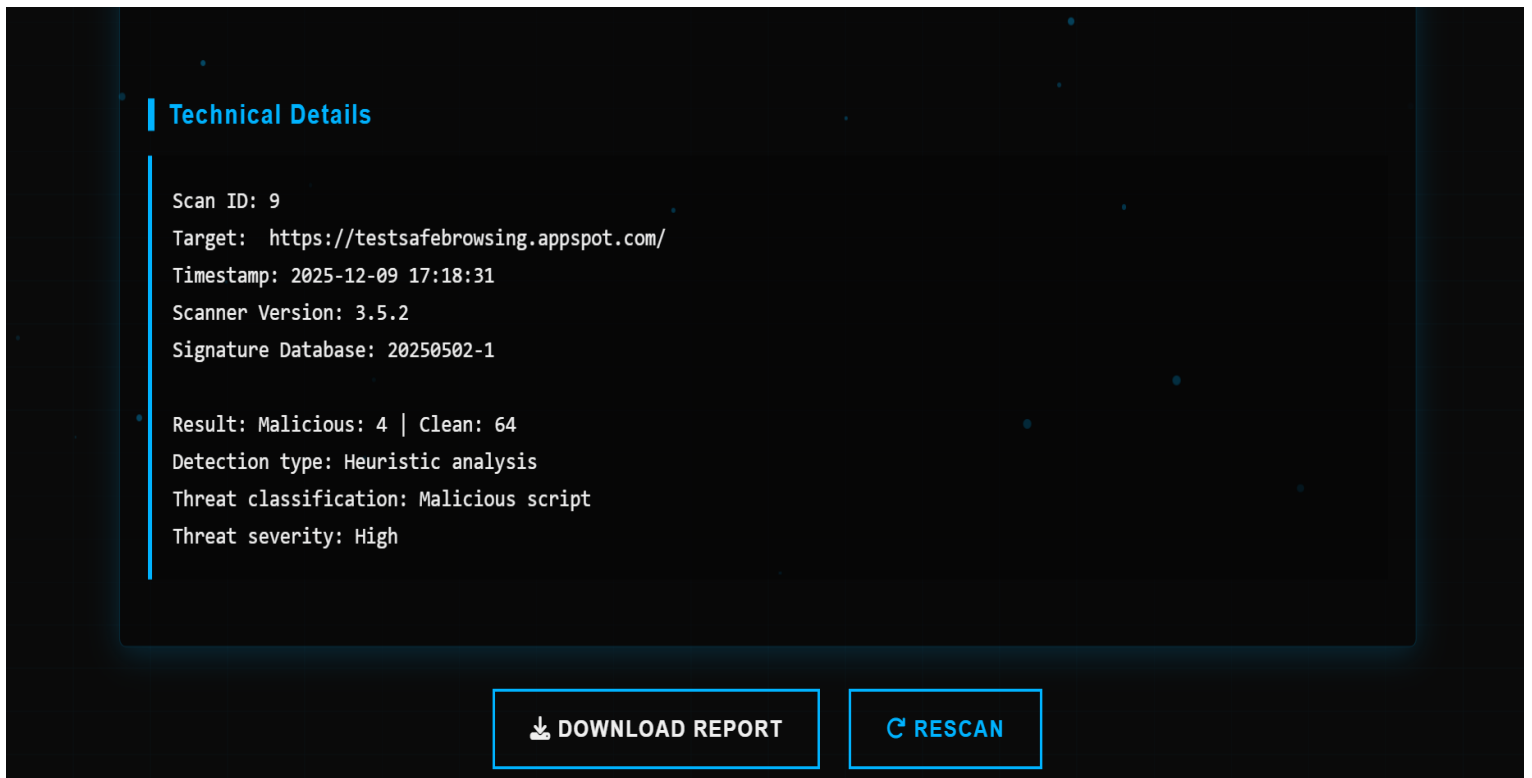 Technical Details
Scan ID: 9
Target:  https://testsafebrowsing.appspot.com/
Timestamp: 2025-12-09 17:18:31
Scanner Version: 3.5.2
Signature Database: 20250502-1
Result: Malicious: 4 | Clean: 64
Detection type: Heuristic analysis
Threat classification: Malicious script
Threat severity: High
DOWNLOAD REPORT
RESCAN